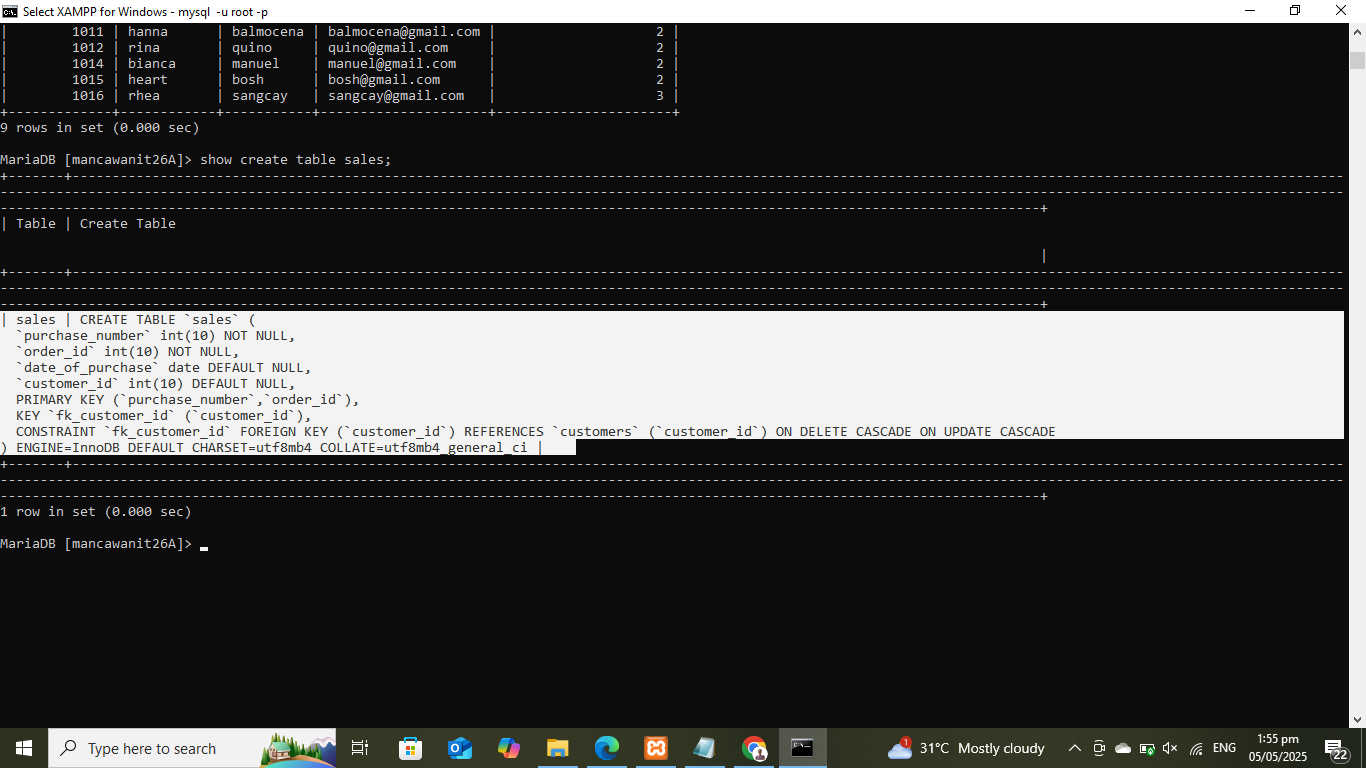 Select XAMPP for Windows - mysql  -u root -p
|        1011 | hanna      | balmocena | balmocena@gmail.com |                    2 |
|        1012 | rina       | quino     | quino@gmail.com     |                    2 |
|        1014 | bianca     | manuel    | manuel@gmail.com    |                    2 |
|        1015 | heart      | bosh      | bosh@gmail.com      |                    2 |
|        1016 | rhea       | sangcay   | sangcay@gmail.com   |                    3 |
9 rows in set (0.000 sec)
MariaDB [mancawanit26A]> show create table sales;
| Table | Create Table
|
| sales | CREATE TABLE `sales` (
  `purchase_number` int(10) NOT NULL,
  `order_id` int(10) NOT NULL,
  `date_of_purchase` date DEFAULT NULL,
  `customer_id` int(10) DEFAULT NULL,
  PRIMARY KEY (`purchase_number`,`order_id`),
  KEY `fk_customer_id` (`customer_id`),
  CONSTRAINT `fk_customer_id` FOREIGN KEY (`customer_id`) REFERENCES `customers` (`customer_id`) ON DELETE CASCADE ON UPDATE CASCADE
) ENGINE=InnoDB DEFAULT CHARSET=utf8mb4 COLLATE=utf8mb4_general_ci |
1 row in set (0.000 sec)
MariaDB [mancawanit26A]>
Type here to search
1
31°C  Mostly cloudy
ENG
1:55 pm
05/05/2025
22